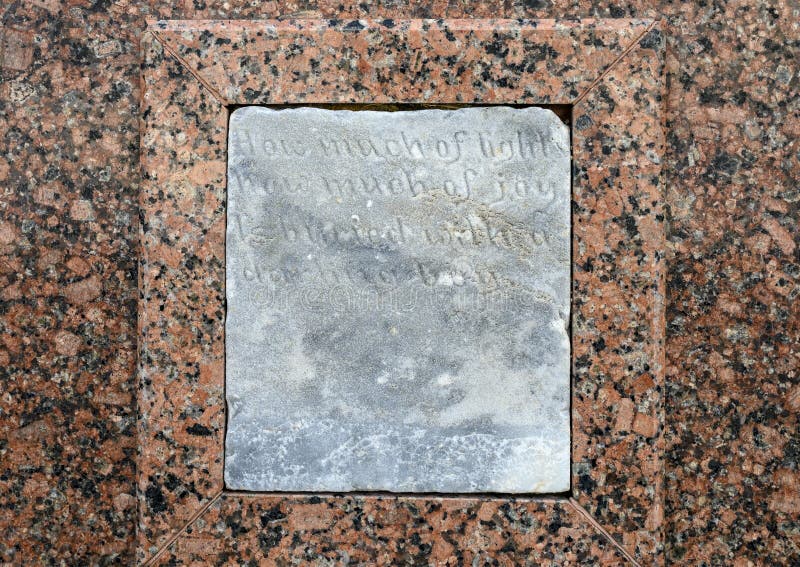 How much of light
how much of joy
Is buried with a
darling boy